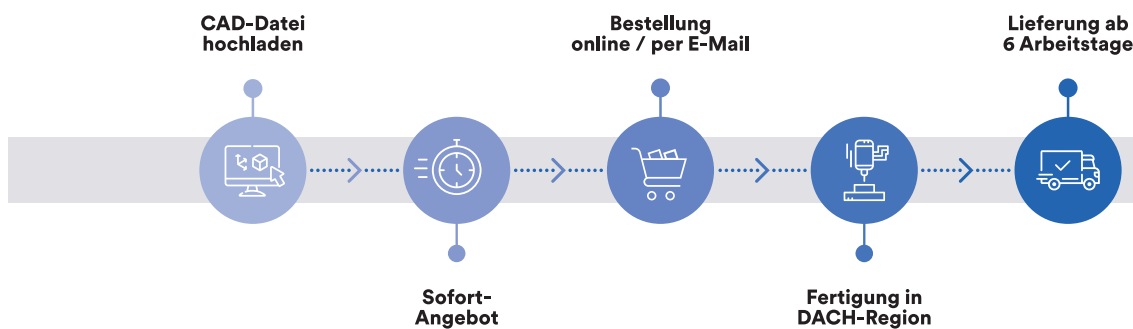 CAD-Datei
hochladen
Sofort-
Angebot
Bestellung
online / per E-Mail
Fertigung in
DACH-Region
Lieferung ab
6 Arbeitstage